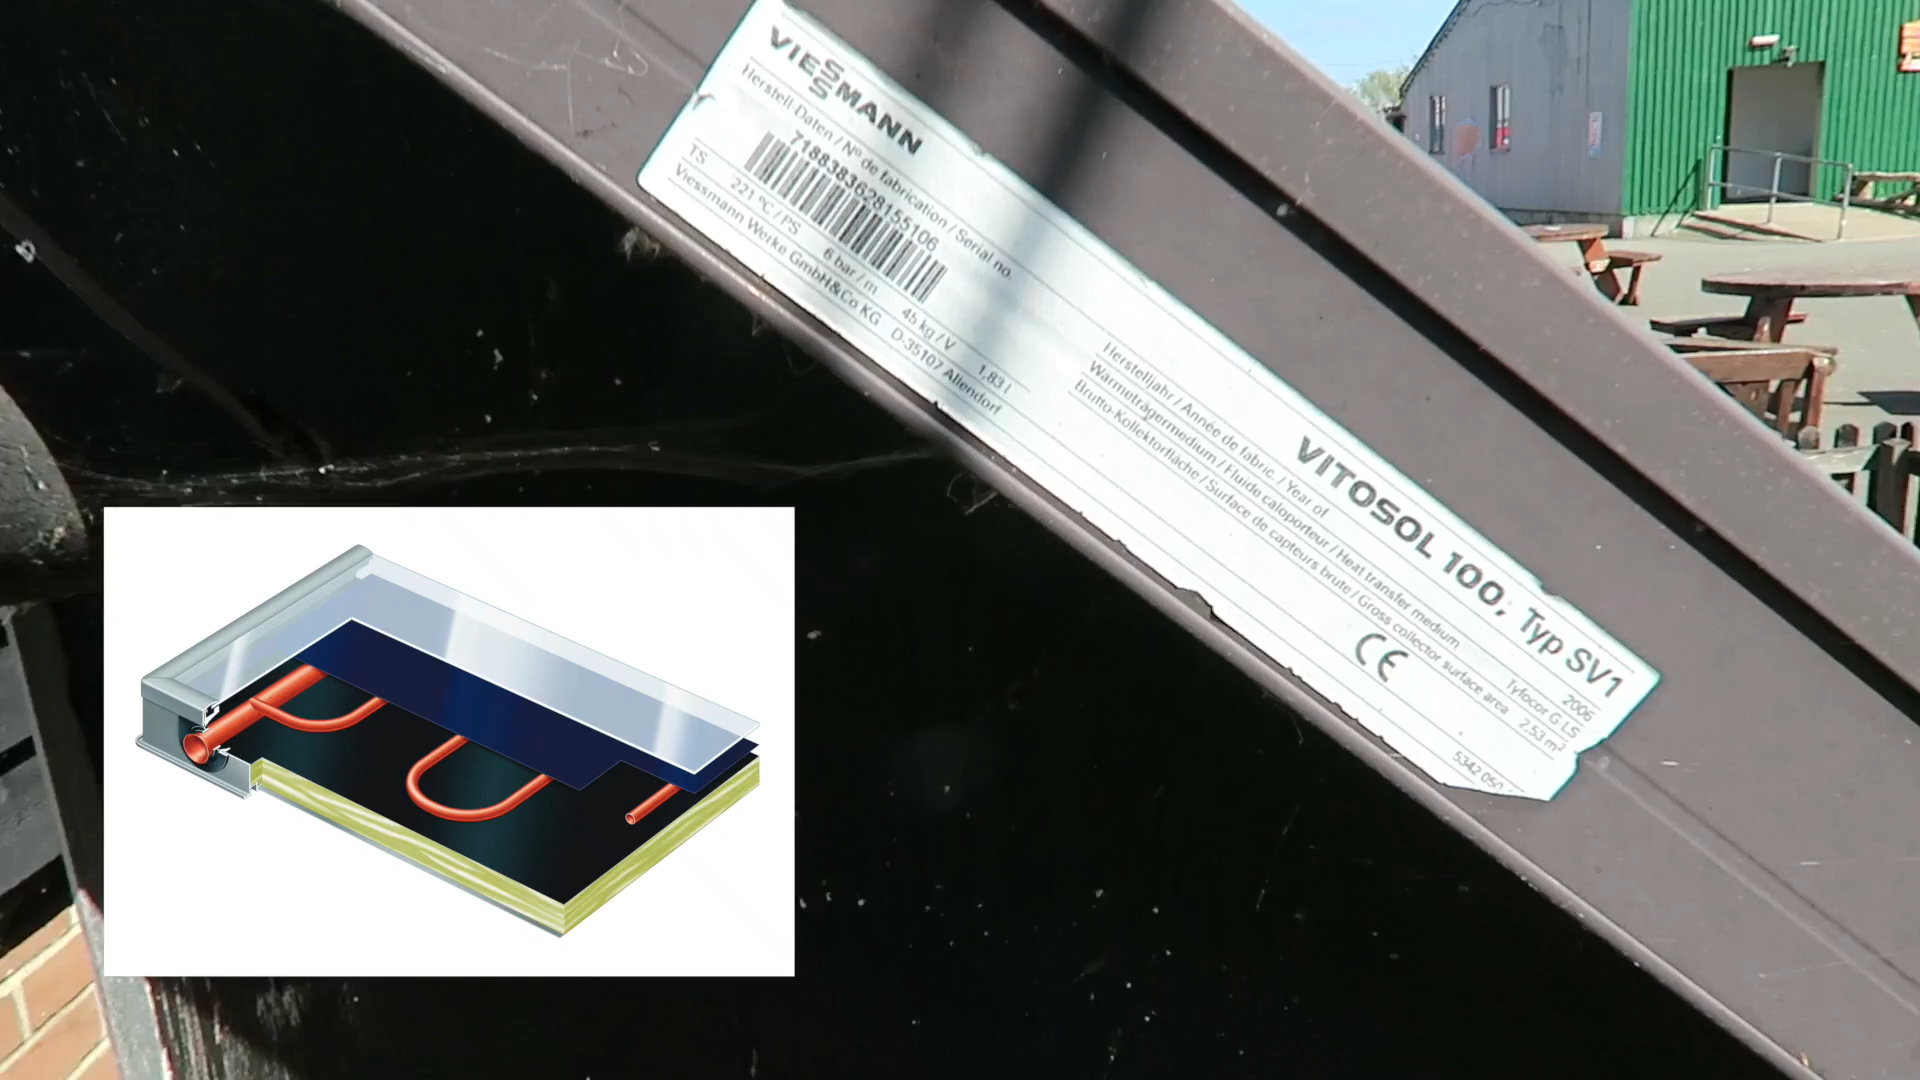 VIESSMANN
Herstell-Daten / Nº de fabrication / Serial no.
7188383628155106
TS 221 °C / PS 6 bar / m 45 kg / V 1,83 l
Viessmann Werke GmbH&Co KG D-35107 Allendorf
VITOSOL 100, Typ SV1
Herstelljahr / Année de fabric. / Year of 2006
Wärmeträgermedium / Fluide caloporteur / Heat transfer medium Tyfocor G LS
Brutto-Kollektorfläche / Surface de capteurs brute / Gross collector surface area 2,53 m²
CE
5342 050